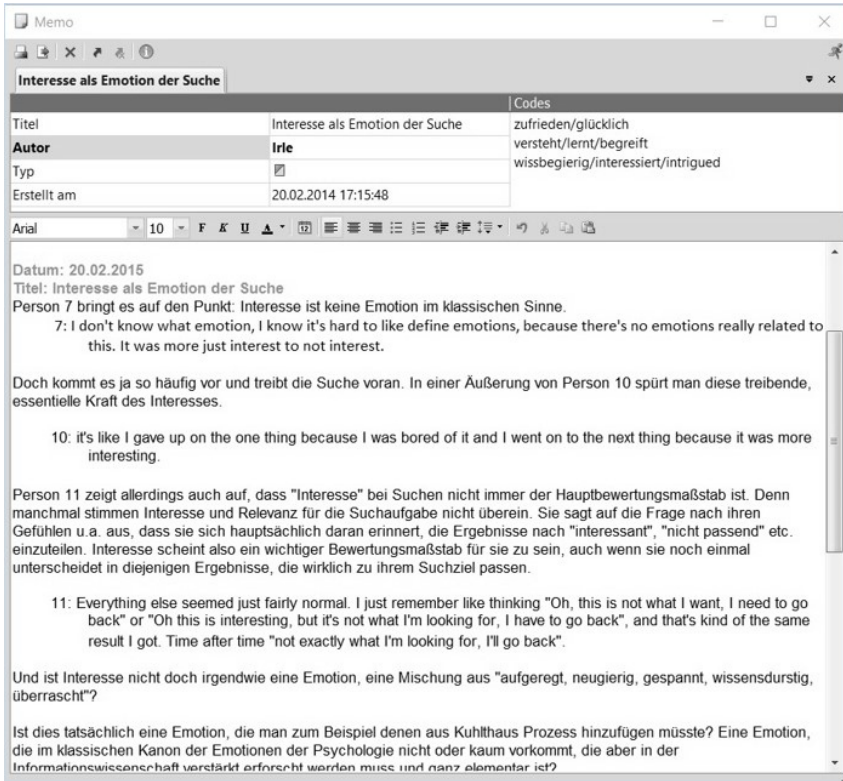 Memo
Interesse als Emotion der Suche
Codes
Titel Interesse als Emotion der Suche zufrieden/glücklich
Autor Irle versteht/lernt/begreift
Typ wissbegierig/interessiert/intrigued
Erstellt am 20.02.2014 17:15:48
Arial 10 F K U A
Datum: 20.02.2015
Titel: Interesse als Emotion der Suche
Person 7 bringt es auf den Punkt: Interesse ist keine Emotion im klassischen Sinne.
7: I don't know what emotion, I know it's hard to like define emotions, because there's no emotions really related to
this. It was more just interest to not interest.
Doch kommt es ja so häufig vor und treibt die Suche voran. In einer Äußerung von Person 10 spürt man diese treibende,
essentielle Kraft des Interesses.
10: it's like I gave up on the one thing because I was bored of it and I went on to the next thing because it was more
interesting.
Person 11 zeigt allerdings auch auf, dass "Interesse" bei Suchen nicht immer der Hauptbewertungsmaßstab ist. Denn
manchmal stimmen Interesse und Relevanz für die Suchaufgabe nicht überein. Sie sagt auf die Frage nach ihren
Gefühlen u.a. aus, dass sie sich hauptsächlich daran erinnert, die Ergebnisse nach "interessant", "nicht passend" etc.
einzuteilen. Interesse scheint also ein wichtiger Bewertungsmaßstab für sie zu sein, auch wenn sie noch einmal
unterscheidet in diejenigen Ergebnisse, die wirklich zu ihrem Suchziel passen.
11: Everything else seemed just fairly normal. I just remember like thinking "Oh, this is not what I want, I need to go
back" or "Oh this is interesting, but it's not what I'm looking for, I have to go back", and that's kind of the same
result I got. Time after time "not exactly what I'm looking for, I'll go back".
Und ist Interesse nicht doch irgendwie eine Emotion, eine Mischung aus "aufgeregt, neugierig, gespannt, wissensdurstig,
überrascht"?
Ist dies tatsächlich eine Emotion, die man zum Beispiel denen aus Kuhlthaus Prozess hinzufügen müsste? Eine Emotion,
die im klassischen Kanon der Emotionen der Psychologie nicht oder kaum vorkommt, die aber in der
Informationswissenschaft verstärkt erforscht werden muss und ganz elementar ist?